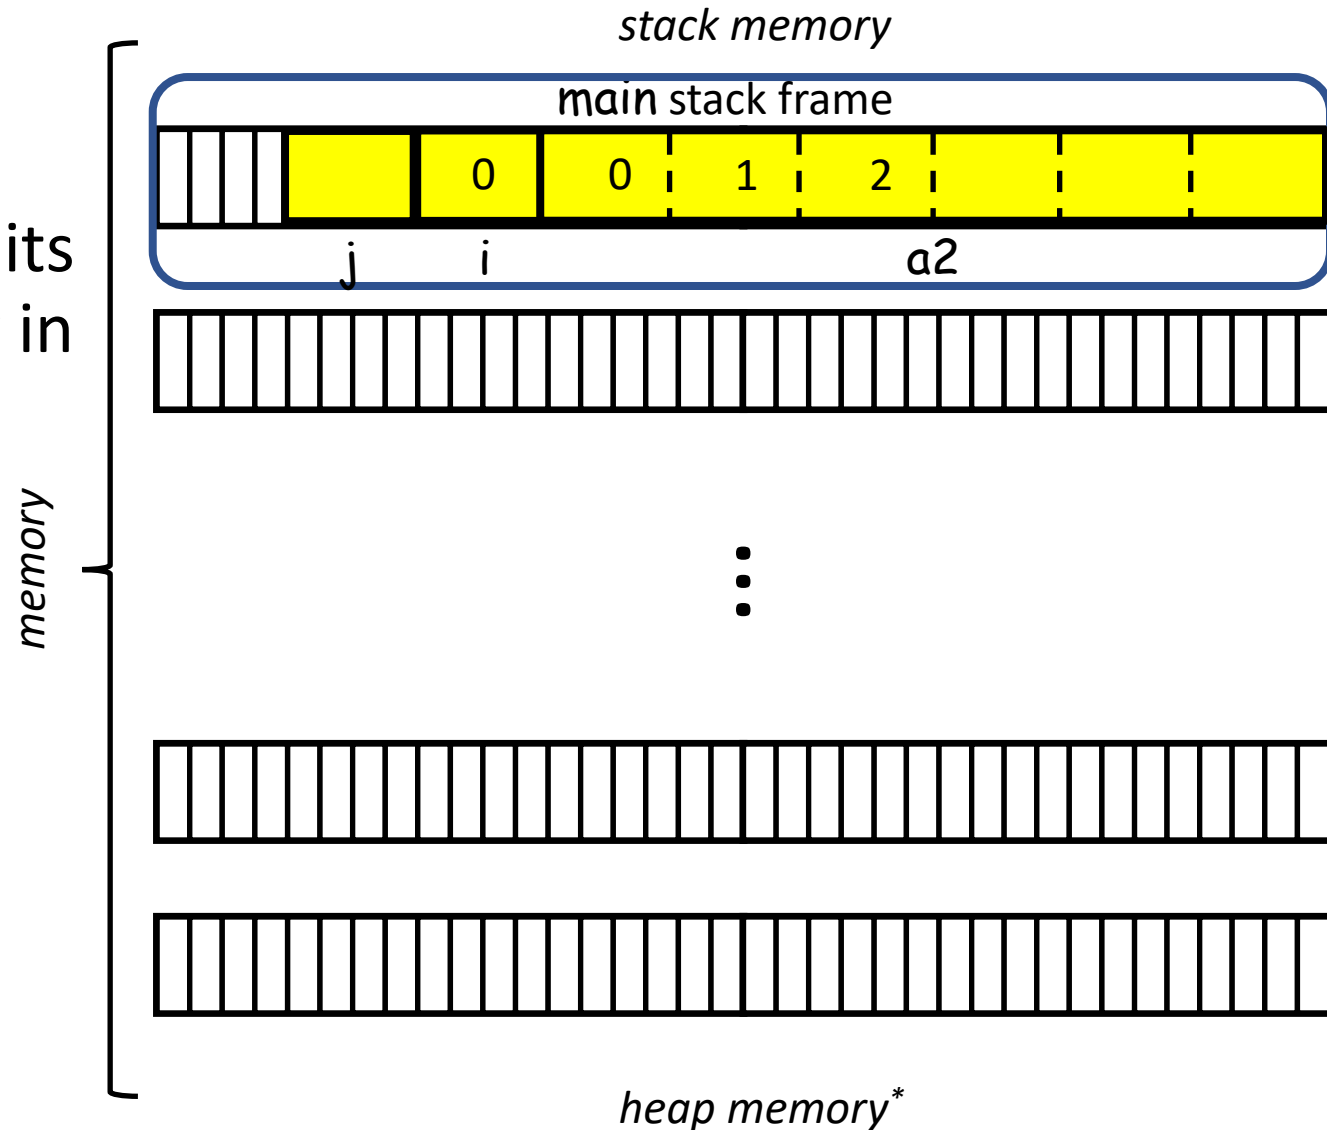 stack memory
main stack frame
0 0 1 2
j i a2
its
in
memory
heap memory*